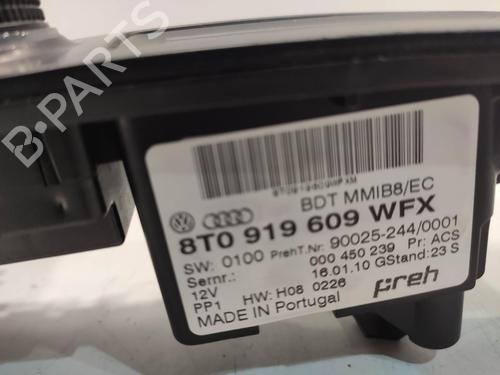 B-PARTS
8T0919609WFXM
BDT MMIB8/EC
8T0 919 609 WFX
SW: 0100 PrehT.Nr: 90025-244/0001
Sernr.: 000 450 239 Pr: ACS
12V 16.01.10 GStand: 23 S
PP1 HW: H08 0226
MADE IN Portugal preh